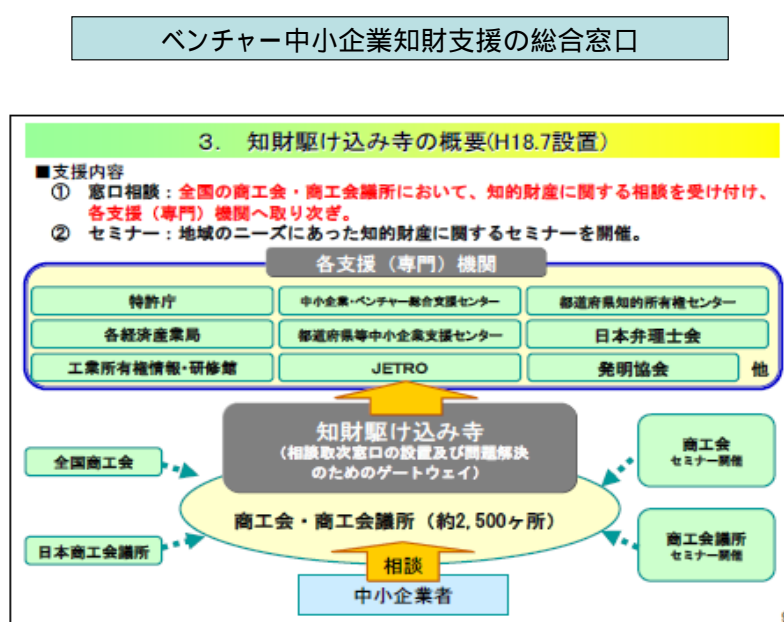 ベンチャー中小企業知財支援の総合窓口
3. 知財駆け込み寺の概要(H18.7設置)
■支援内容
① 窓口相談：全国の商工会・商工会議所において、知的財産に関する相談を受け付け、
各支援（専門）機関へ取り次ぎ。
② セミナー：地域のニーズにあった知的財産に関するセミナーを開催。
各支援（専門）機関
特許庁
中小企業・ベンチャー総合支援センター
都道府県知的所有権センター
各経済産業局
都道府県等中小企業支援センター
日本弁理士会
工業所有権情報・研修館
JETRO
発明協会
他
知財駆け込み寺
(相談取次窓口の設置及び問題解決
のためのゲートウェイ)
全国商工会
商工会
セミナー開催
商工会・商工会議所（約2,500ヶ所）
日本商工会議所
商工会議所
セミナー開催
相談
中小企業者